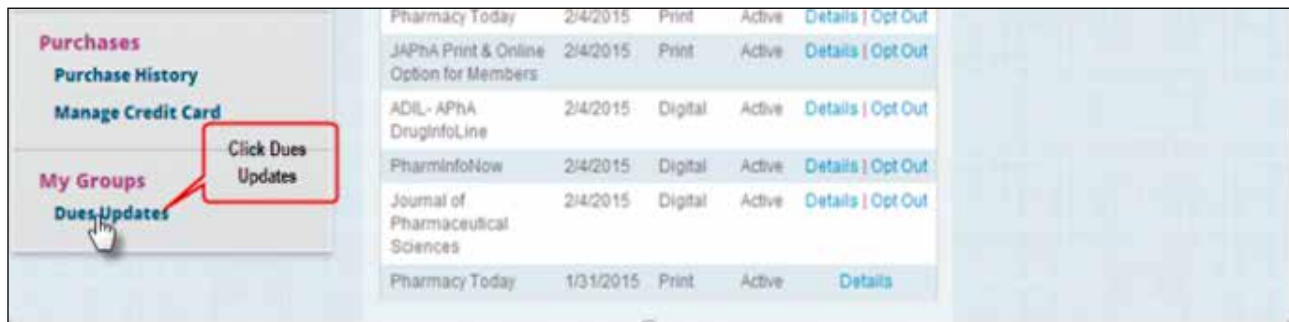 Purchases
Purchase History
Manage Credit Card
Click Dues
Updates
My Groups
Dues Updates
Pharmacy Today 2/4/2015 Print Active Details | Opt Out
JAPhA Print & Online 2/4/2015 Print Active Details | Opt Out
Option for Members
ADIL- APhA 2/4/2015 Digital Active Details | Opt Out
DrugInfoLine
PharmInfoNow 2/4/2015 Digital Active Details | Opt Out
Journal of 2/4/2015 Digital Active Details | Opt Out
Pharmaceutical
Sciences
Pharmacy Today 1/31/2015 Print Active Details